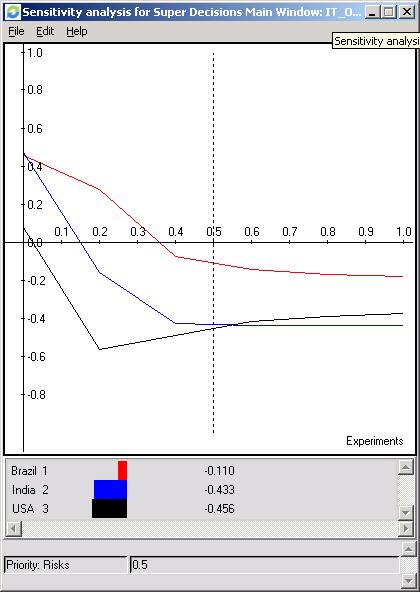 Sensitivity analysis for Super Decisions Main Window: IT_O...
File Edit Help
Sensitivity analysi
1.0
0.8
0.6
0.4
0.2
0.0 0.1 0.2 0.3 0.4 0.5 0.6 0.7 0.8 0.9 1.0
-0.2
-0.4
-0.6
-0.8
Experiments
Brazil 1 -0.110
India 2 -0.433
USA 3 -0.456
Priority: Risks 0.5